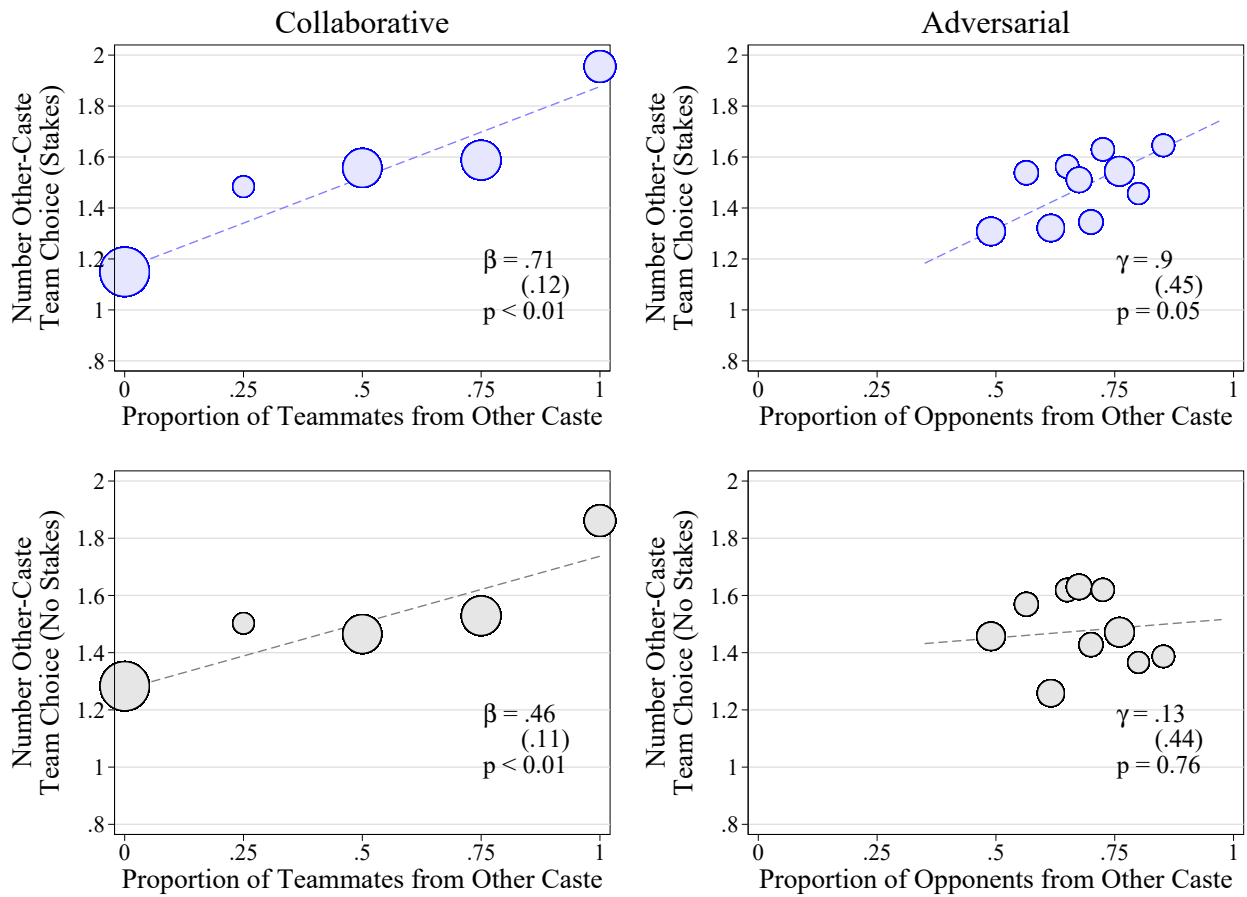 Collaborative
Number Other-Caste
Team Choice (Stakes)
2
1.8
1.6
1.4
1.2
1
.8
β = .71
(.12)
p < 0.01
0 .25 .5 .75 1
Proportion of Teammates from Other Caste
Adversarial
Number Other-Caste
Team Choice (Stakes)
2
1.8
1.6
1.4
1.2
1
.8
γ = .9
(.45)
p = 0.05
0 .25 .5 .75 1
Proportion of Opponents from Other Caste
Number Other-Caste
Team Choice (No Stakes)
2
1.8
1.6
1.4
1.2
1
.8
β = .46
(.11)
p < 0.01
0 .25 .5 .75 1
Proportion of Teammates from Other Caste
Number Other-Caste
Team Choice (No Stakes)
2
1.8
1.6
1.4
1.2
1
.8
γ = .13
(.44)
p = 0.76
0 .25 .5 .75 1
Proportion of Opponents from Other Caste